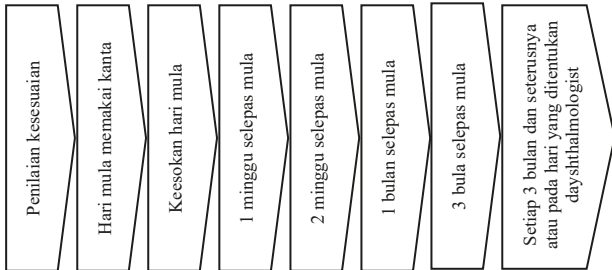 Penilaian kesesuaian
Hari mula memakai kanta
Keesokan hari mula
1 minggu selepas mula
2 minggu selepas mula
1 bulan selepas mula
3 bula selepas mula
Setiap 3 bulan dan seterusnya
atau pada hari yang ditentukan
dayshthalmologist